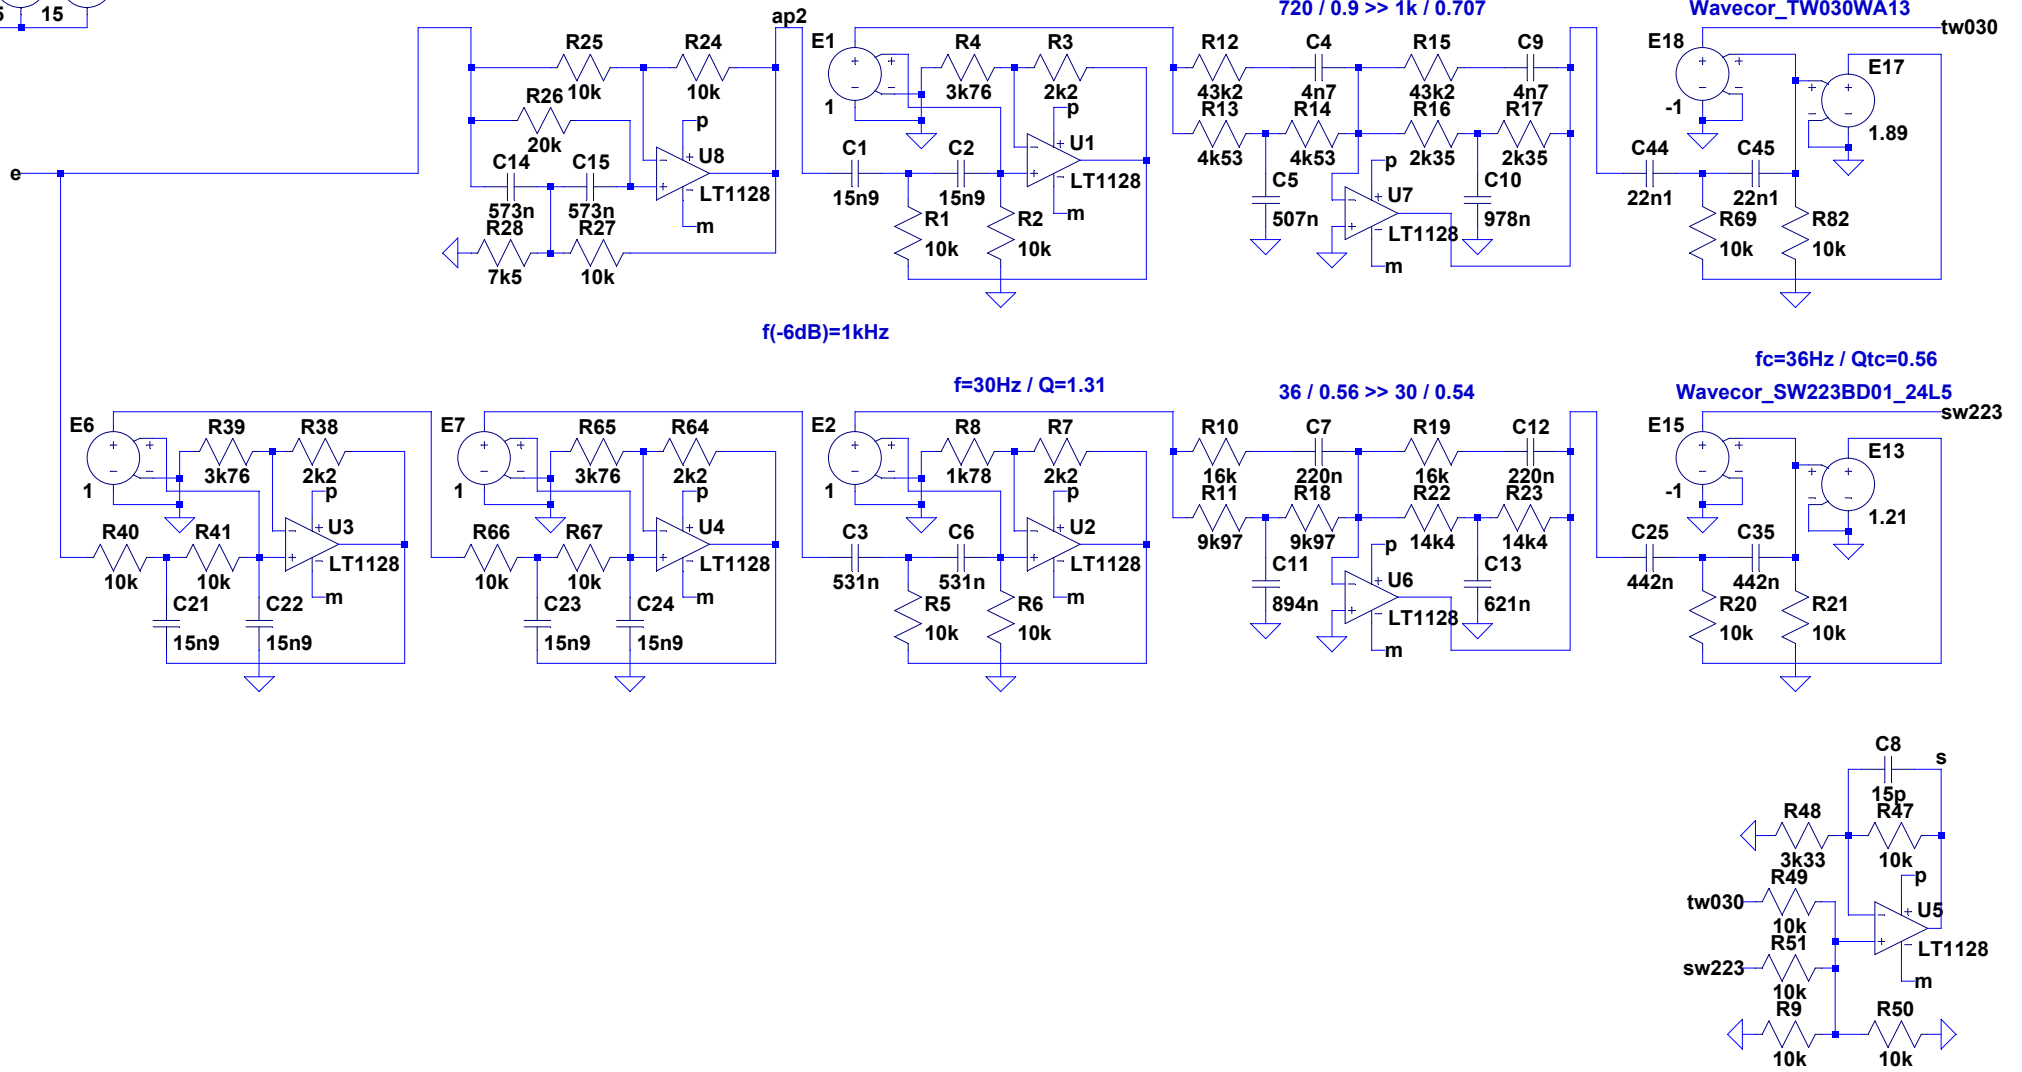 5
15
ap2
720 / 0.9 >> 1k / 0.707
Wavecor_TW030WA13
tw030
R25
10k
R24
10k
R26
20k
C14
573n
C15
573n
R28
7k5
R27
10k
p
U8
LT1128
m
e
E1
1
R4
3k76
R3
2k2
p
U1
LT1128
m
C1
15n9
C2
15n9
R1
10k
R2
10k
R12
43k2
C4
4n7
R15
43k2
C9
4n7
R13
4k53
R14
4k53
R16
2k35
R17
2k35
C5
507n
p
U7
LT1128
m
C10
978n
E18
-1
E17
1.89
C44
22n1
C45
22n1
R69
10k
R82
10k
f(-6dB)=1kHz
f=30Hz / Q=1.31
36 / 0.56 >> 30 / 0.54
fc=36Hz / Qtc=0.56
Wavecor_SW223BD01_24L5
sw223
E6
1
R39
3k76
R38
2k2
p
U3
LT1128
m
R40
10k
R41
10k
C21
15n9
C22
15n9
E7
1
R65
3k76
R64
2k2
p
U4
LT1128
m
R66
10k
R67
10k
C23
15n9
C24
15n9
E2
1
R8
1k78
R7
2k2
p
U2
LT1128
m
C3
531n
C6
531n
R5
10k
R6
10k
R10
16k
C7
220n
R19
16k
C12
220n
R11
9k97
R18
9k97
R22
14k4
R23
14k4
C11
894n
p
U6
LT1128
m
C13
621n
E15
-1
E13
1.21
C25
442n
C35
442n
R20
10k
R21
10k
C8
15p
s
R48
3k33
R47
10k
p
U5
LT1128
m
tw030
R49
10k
sw223
R51
10k
R9
10k
R50
10k